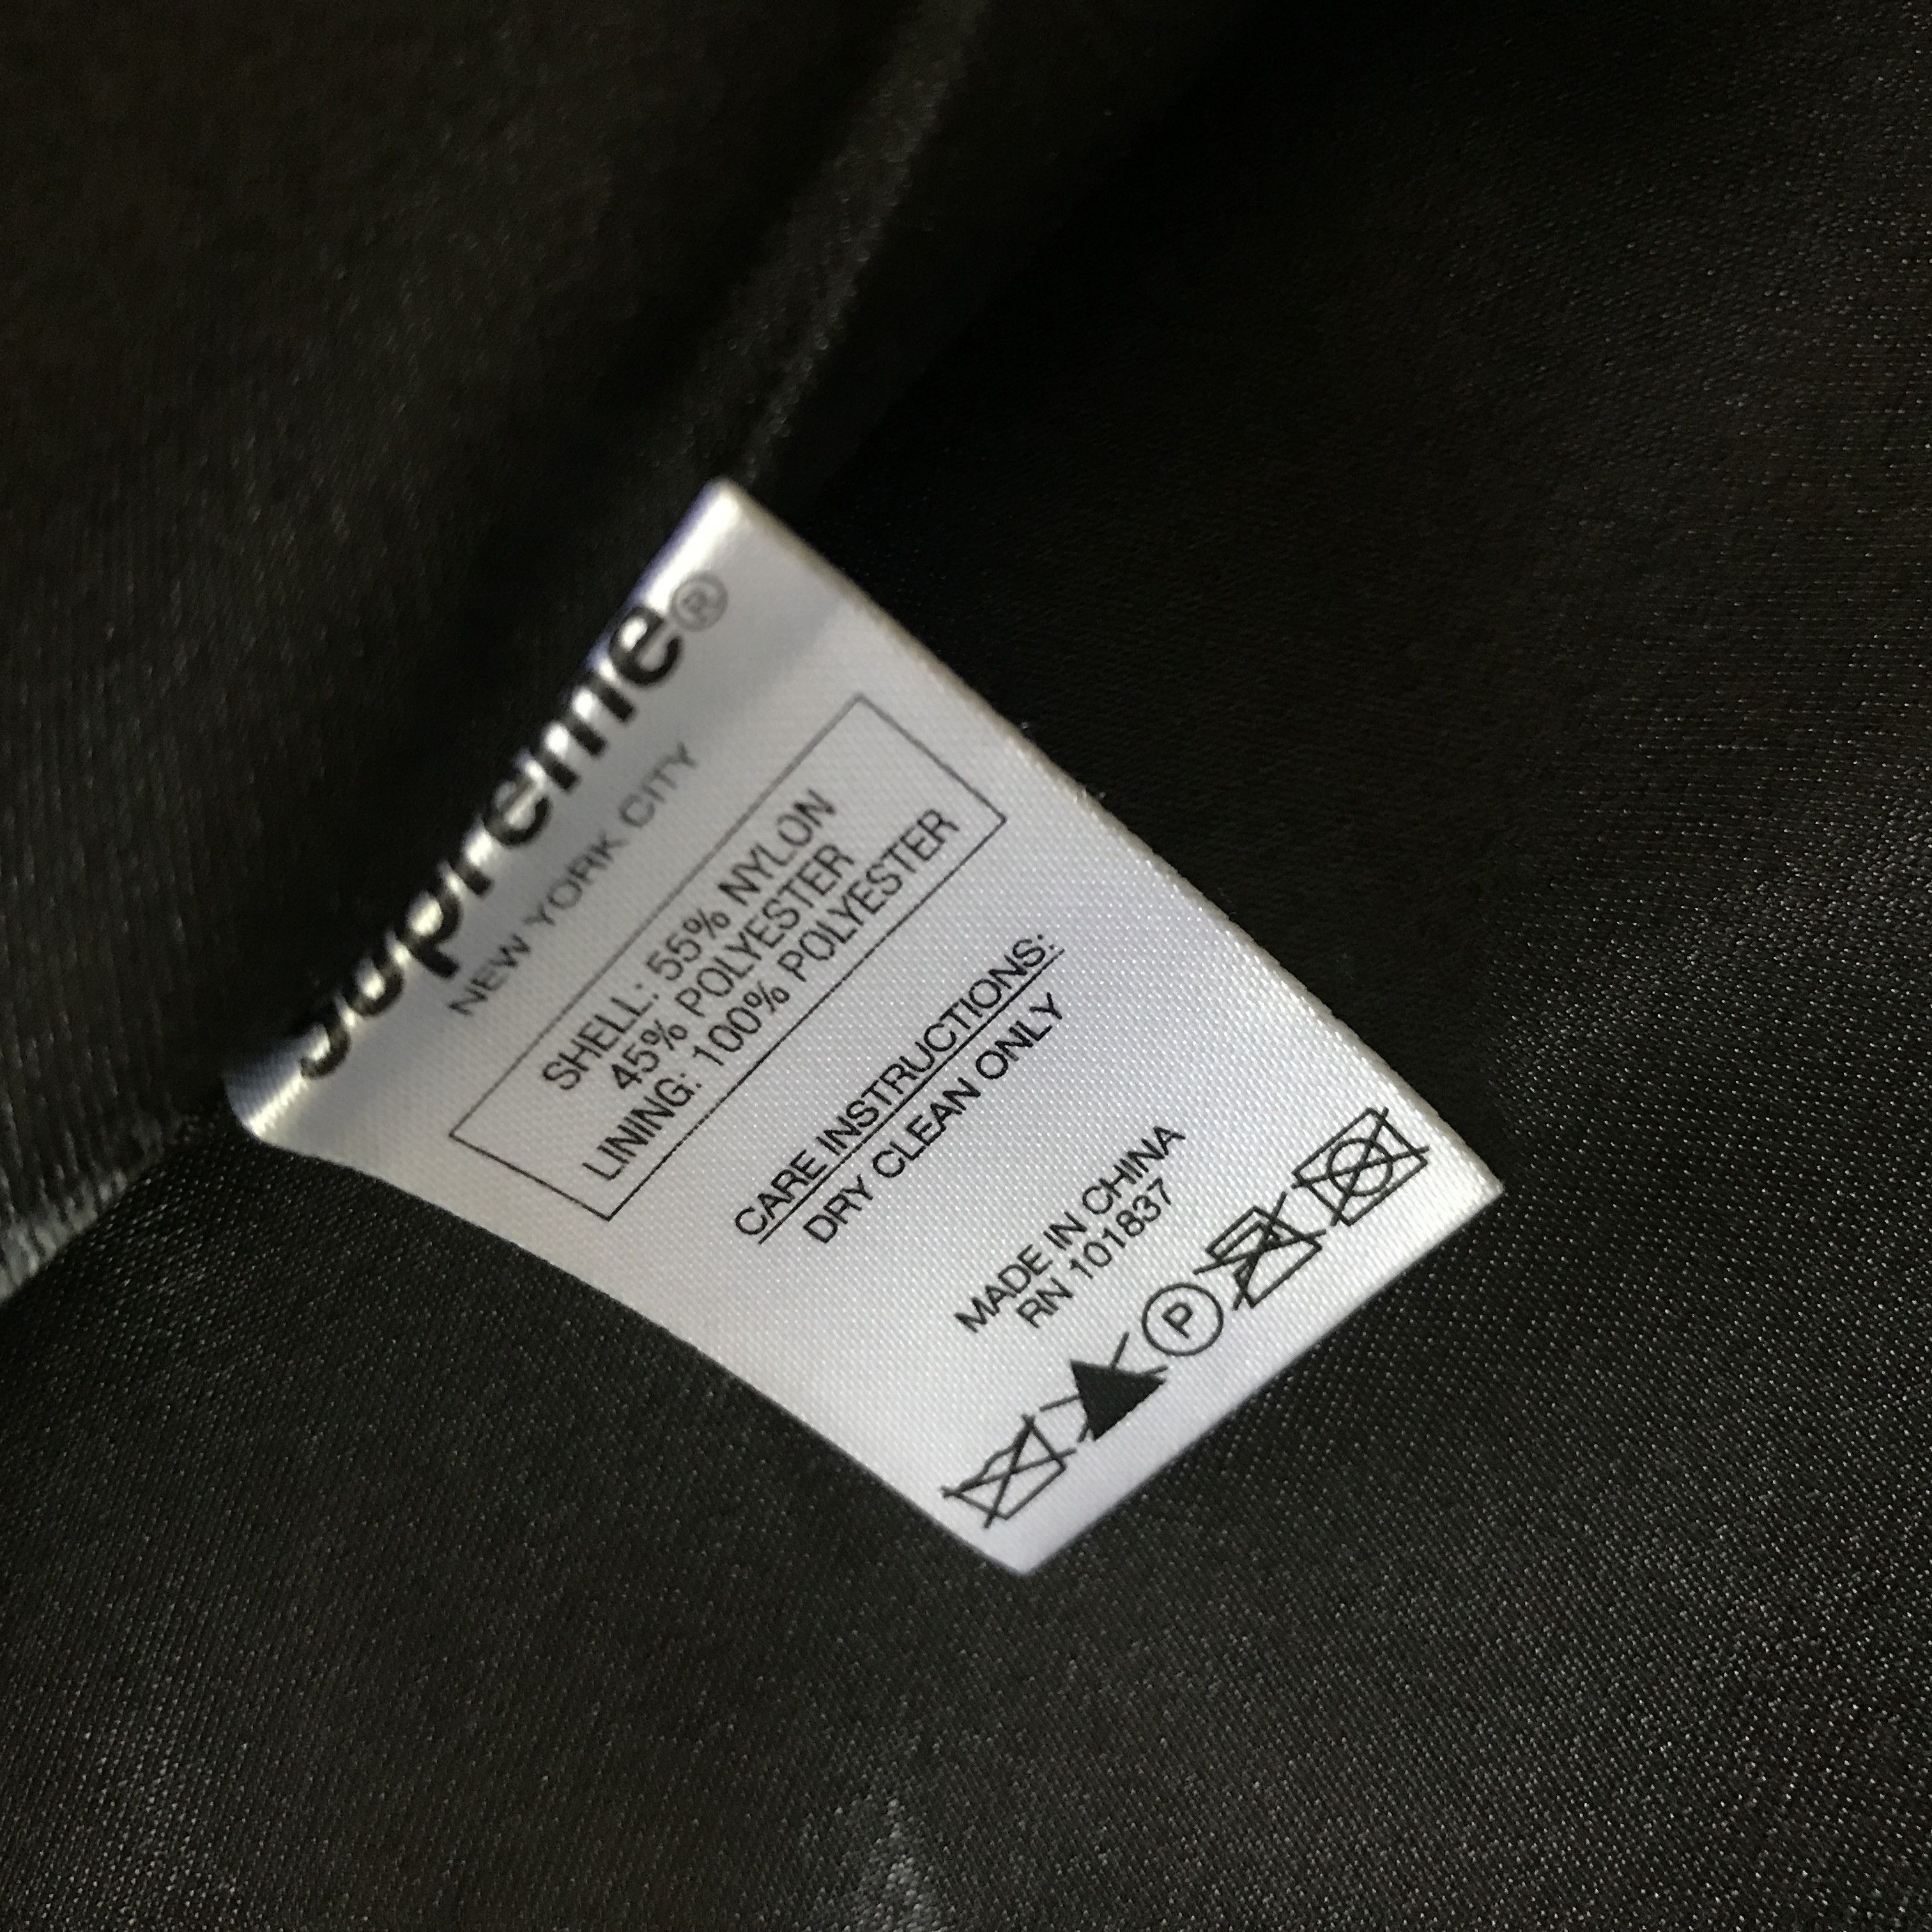 Supreme®
NEW YORK CITY
SHELL: 55% NYLON
45% POLYESTER
LINING: 100% POLYESTER
CARE INSTRUCTIONS:
DRY CLEAN ONLY
MADE IN CHINA
RN 101837
P